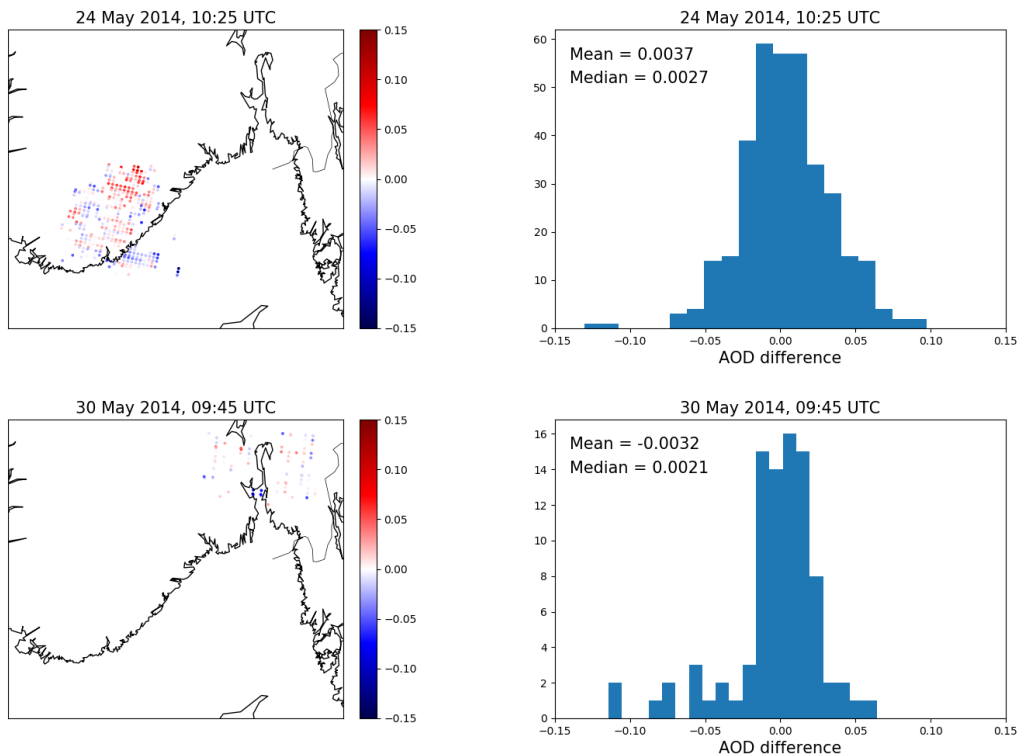 24 May 2014, 10:25 UTC
0.15
0.10
0.05
0.00
−0.05
−0.10
−0.15
24 May 2014, 10:25 UTC
Mean = 0.0037
Median = 0.0027
60
50
40
30
20
10
0
−0.15 −0.10 −0.05 0.00 0.05 0.10 0.15
AOD difference
30 May 2014, 09:45 UTC
0.15
0.10
0.05
0.00
−0.05
−0.10
−0.15
30 May 2014, 09:45 UTC
Mean = -0.0032
Median = 0.0021
16
14
12
10
8
6
4
2
0
−0.15 −0.10 −0.05 0.00 0.05 0.10 0.15
AOD difference